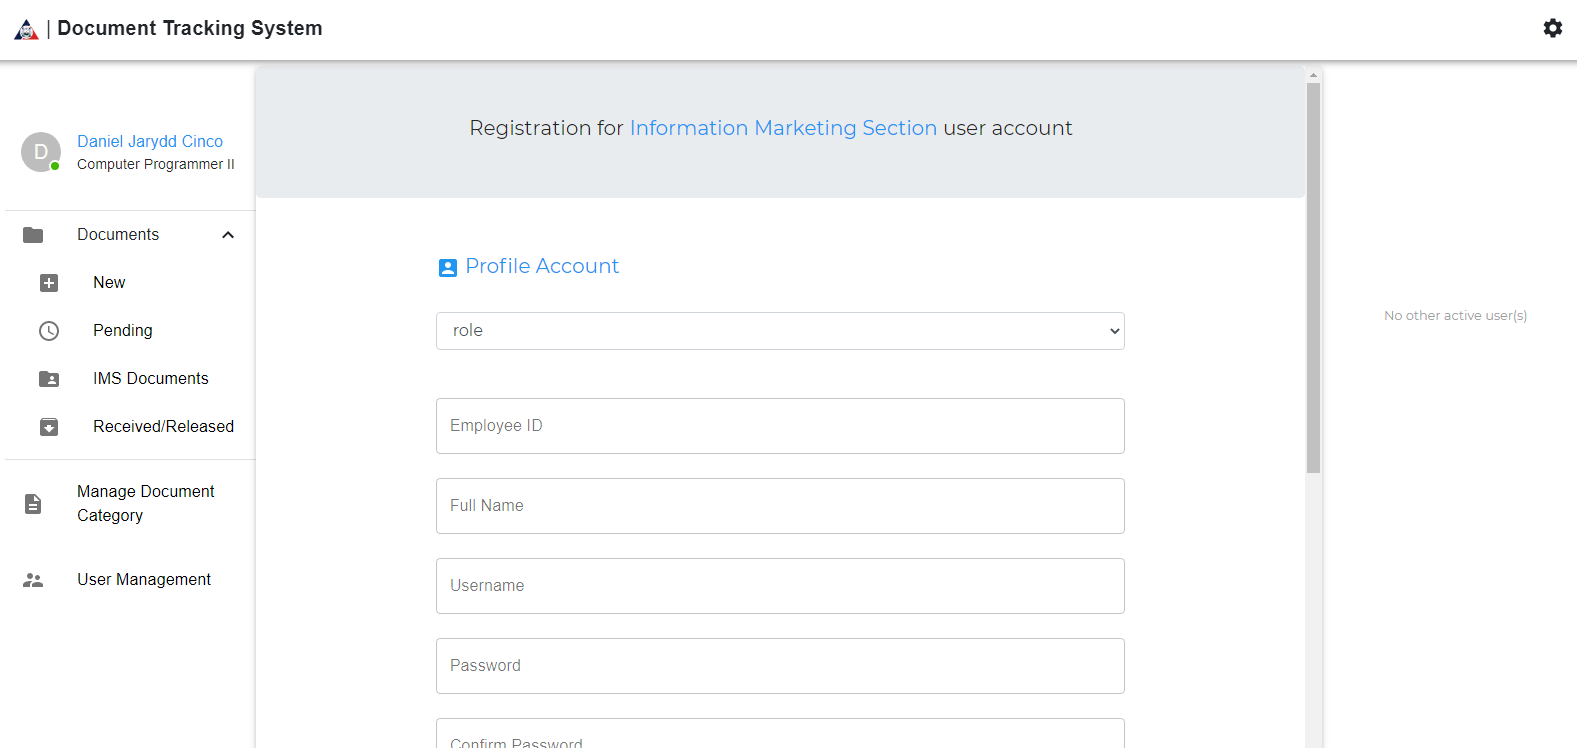 | Document Tracking System
D
Daniel Jarydd Cinco
Computer Programmer II
Documents
New
Pending
IMS Documents
Received/Released
Manage Document
Category
User Management
Registration for Information Marketing Section user account
Profile Account
role
Employee ID
Full Name
Username
Password
Confirm Password
No other active user(s)